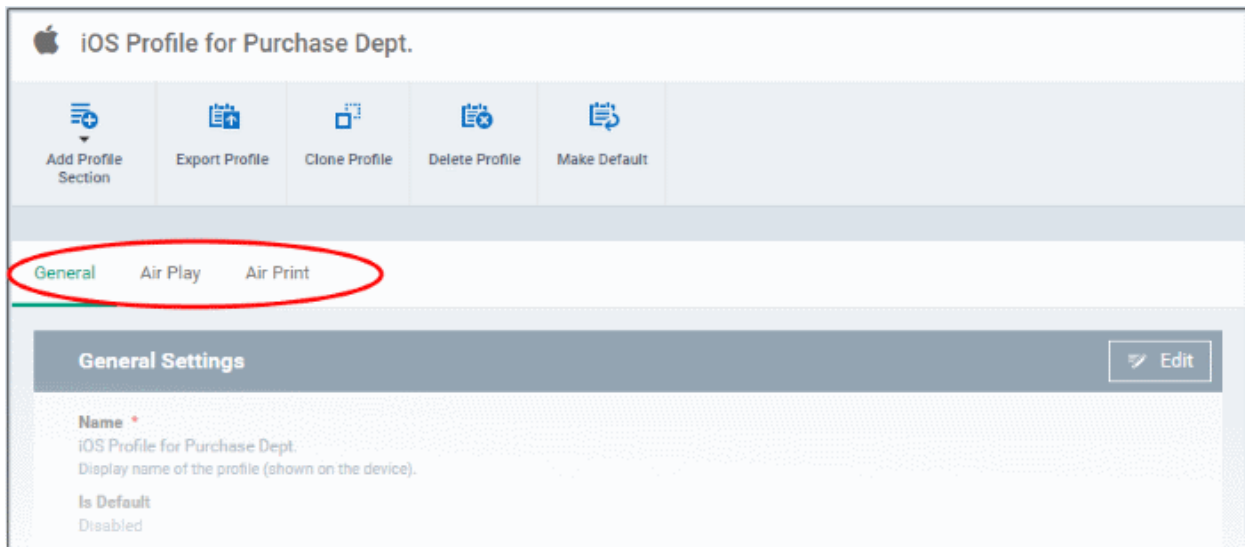 iOS Profile for Purchase Dept.
Add Profile
Section
Export Profile
Clone Profile
Delete Profile
Make Default
General
Air Play
Air Print
General Settings
Edit
Name *
iOS Profile for Purchase Dept.
Display name of the profile (shown on the device).
Is Default
Disabled